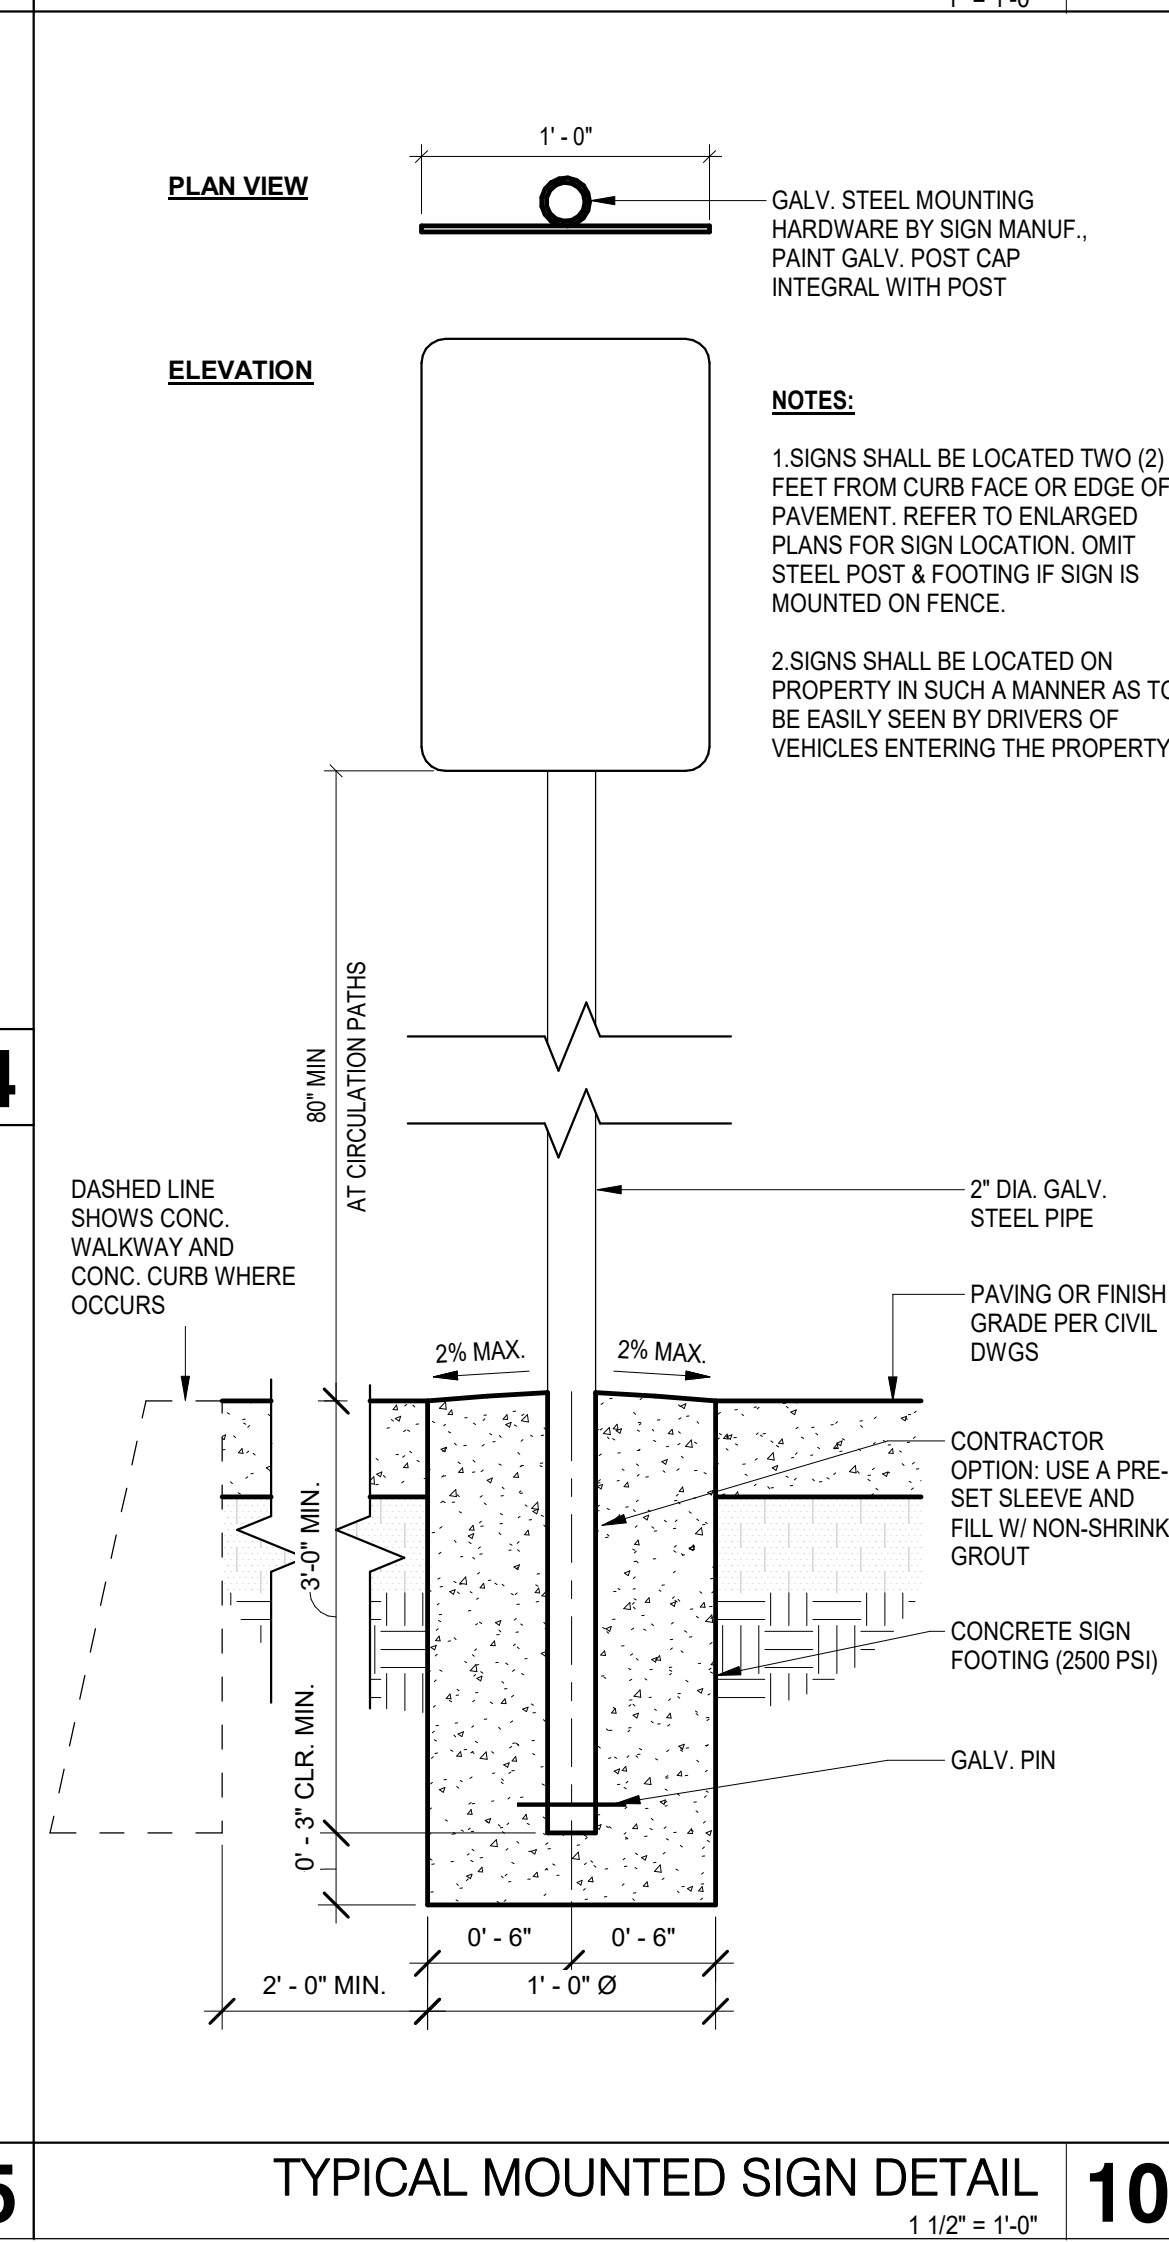 1' - 0"
PLAN VIEW
GALV. STEEL MOUNTING
HARDWARE BY SIGN MANUF.,
PAINT GALV. POST CAP
INTEGRAL WITH POST
ELEVATION
NOTES:
1.SIGNS SHALL BE LOCATED TWO (2)
FEET FROM CURB FACE OR EDGE OF
PAVEMENT. REFER TO ENLARGED
PLANS FOR SIGN LOCATION. OMIT
STEEL POST & FOOTING IF SIGN IS
MOUNTED ON FENCE.
2.SIGNS SHALL BE LOCATED ON
PROPERTY IN SUCH A MANNER AS TO
BE EASILY SEEN BY DRIVERS OF
VEHICLES ENTERING THE PROPERTY
80" MIN
AT CIRCULATION PATHS
4
DASHED LINE
SHOWS CONC.
WALKWAY AND
CONC. CURB WHERE
OCCURS
2" DIA. GALV.
STEEL PIPE
PAVING OR FINISH
GRADE PER CIVIL
DWGS
2% MAX.
2% MAX.
CONTRACTOR
OPTION: USE A PRE-
SET SLEEVE AND
FILL W/ NON-SHRINK
GROUT
3'-0" MIN.
CONCRETE SIGN
FOOTING (2500 PSI)
0' - 3" CLR. MIN.
GALV. PIN
0' - 6"
0' - 6"
2' - 0" MIN.
1' - 0" Ø
5
TYPICAL MOUNTED SIGN DETAIL
1 1/2" = 1'-0"
10